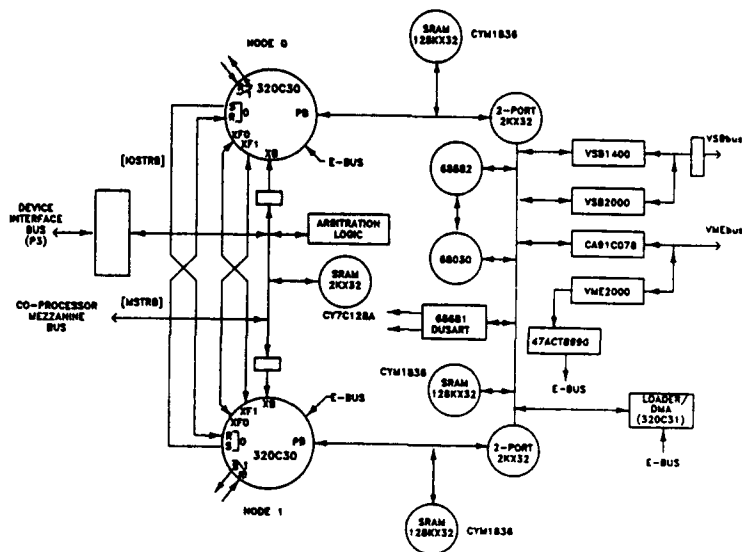 SRAM
128KX32
CYM1836
NODE 0
S
R
0
320C30
PB
XF0
XF1
XB
E-BUS
2-PORT
2KX32
[IOSTRB]
68882
VSB1400
VSBbus
VSB2000
DEVICE
INTERFACE
BUS
(P3)
ARBITRATION
LOGIC
68030
CA91C078
VMEbus
SRAM
2KX32
VME2000
CO-PROCESSOR
MEZZANINE
BUS
[MSTRB]
CY7C128A
68681
DUSART
47ACT8990
E-BUS
CYM1836
SRAM
128KX32
LOADER/
DMA
(320C31)
E-BUS
E-BUS
XB
XF1
XF0
R
S
0
PB
320C30
2-PORT
2KX32
NODE 1
SRAM
128KX32
CYM1836